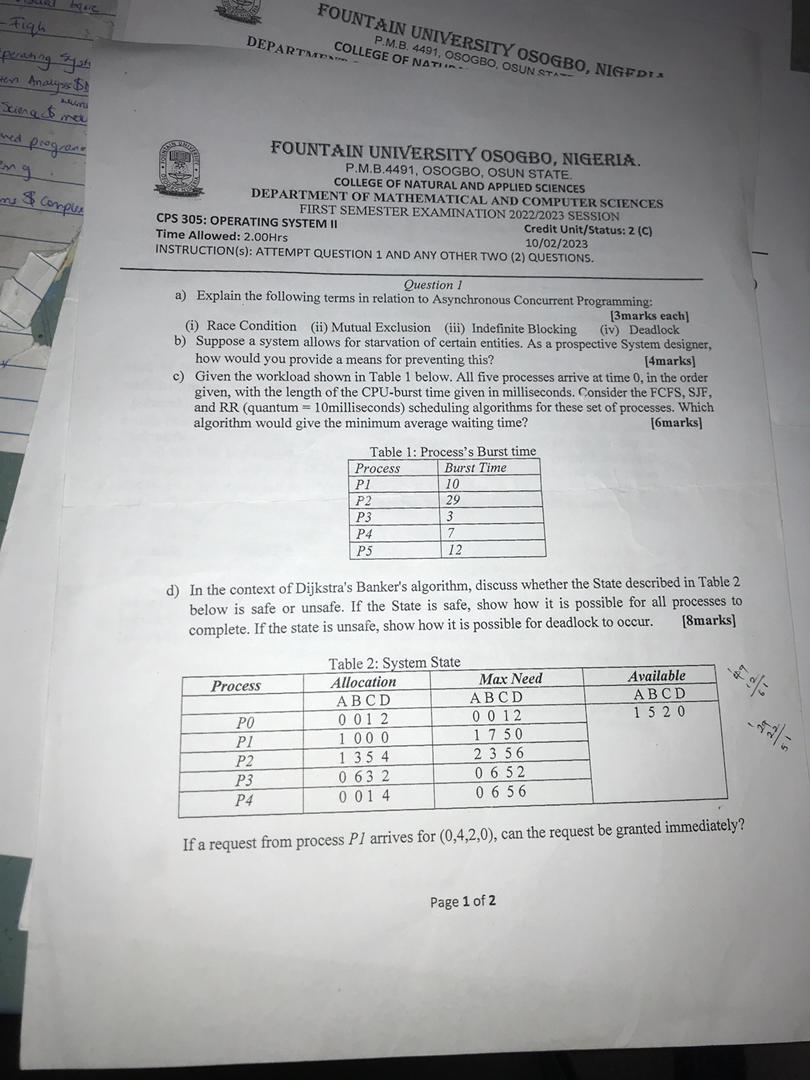 - Fiqh
FOUNTAIN UNIVERSITY OSOGBO, NIGERIA
P.M.B. 4491, OSOGBO, OSUN
COLLEGE OF
FOUNTAIN UNIVERSITY OSOGBO, NIGERIA.
P.M.B.4491, OSOGBO, OSUN STATE.
COLLEGE OF NATURAL AND APPLIED SCIENCES
DEPARTMENT OF MATHEMATICAL AND COMPUTER SCIENCES
FIRST SEMESTER EXAMINATION 2022/2023 SESSION
CPS 305: OPERATING SYSTEM II Credit Unit/Status: 2 (C)
Time Allowed: 2.00Hrs 10/02/2023
INSTRUCTION(s): ATTEMPT QUESTION 1 AND ANY OTHER TWO (2) QUESTIONS.
Question 1
a) Explain the following terms in relation to Asynchronous Concurrent Programming:
[3marks each]
(i) Race Condition (ii) Mutual Exclusion (iii) Indefinite Blocking (iv) Deadlock
b) Suppose a system allows for starvation of certain entities. As a prospective System designer,
how would you provide a means for preventing this? [4marks]
c) Given the workload shown in Table 1 below. All five processes arrive at time 0, in the order
given, with the length of the CPU-burst time given in milliseconds. Consider the FCFS, SJF,
and RR (quantum = 10milliseconds) scheduling algorithms for these set of processes. Which
algorithm would give the minimum average waiting time? [6marks]
Table 1: Process's Burst time
Process Burst Time
P1 10
P2 29
P3 3
P4 7
P5 12
d) In the context of Dijkstra's Banker's algorithm, discuss whether the State described in Table 2
below is safe or unsafe. If the State is safe, show how it is possible for all processes to
complete. If the state is unsafe, show how it is possible for deadlock to occur. [8marks]
Table 2: System State
Process Allocation Max Need Available
A B C D A B C D A B C D
P0 0 0 1 2 0 0 1 2 1 5 2 0
P1 1 0 0 0 1 7 5 0
P2 1 3 5 4 2 3 5 6
P3 0 6 3 2 0 6 5 2
P4 0 0 1 4 0 6 5 6
If a request from process P1 arrives for (0,4,2,0), can the request be granted immediately?
Page 1 of 2